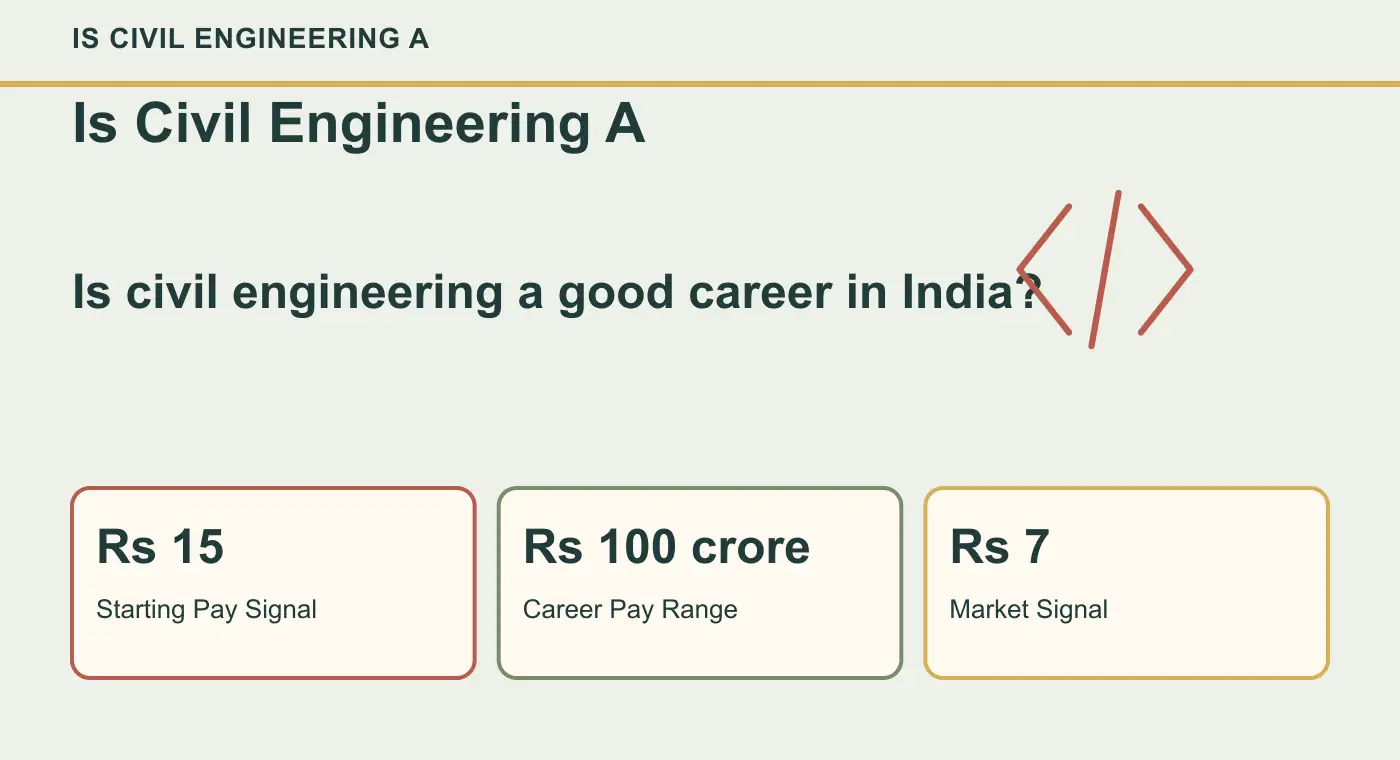 IS CIVIL ENGINEERING A
Is Civil Engineering A
Is civil engineering a good career in India?
Rs 15
Starting Pay Signal
Rs 100 crore
Career Pay Range
Rs 7
Market Signal